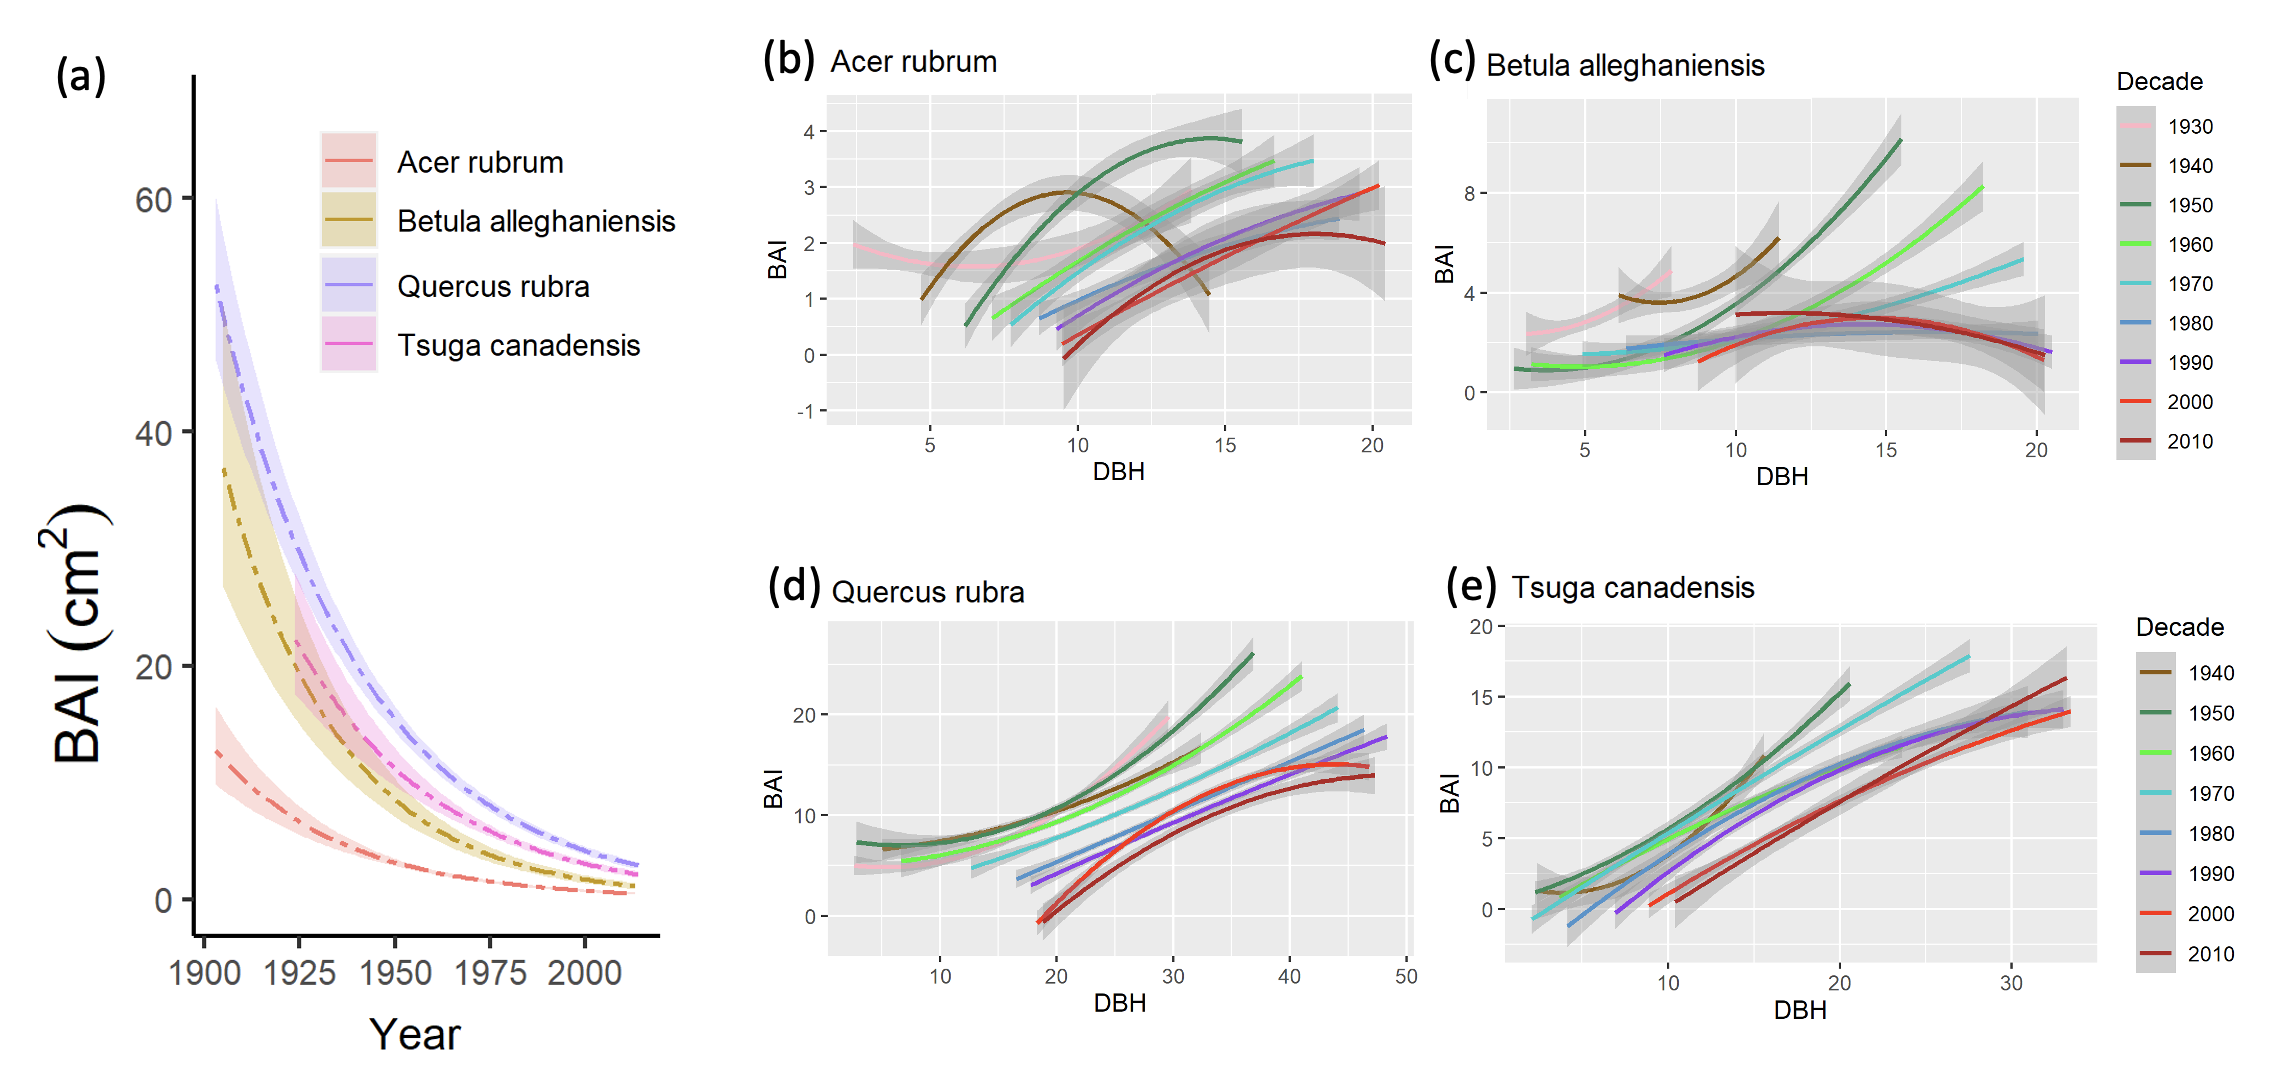 (a)
60
40
20
0
BAI (cm²)
1900 1925 1950 1975 2000
Year
Acer rubrum
Betula alleghaniensis
Quercus rubra
Tsuga canadensis
(b) Acer rubrum
4
3
2
1
0
-1
BAI
5 10 15 20
DBH
(c) Betula alleghaniensis
8
4
0
BAI
5 10 15 20
DBH
Decade
1930
1940
1950
1960
1970
1980
1990
2000
2010
(d) Quercus rubra
20
10
0
BAI
10 20 30 40 50
DBH
(e) Tsuga canadensis
20
15
10
5
0
BAI
10 20 30
DBH
Decade
1940
1950
1960
1970
1980
1990
2000
2010